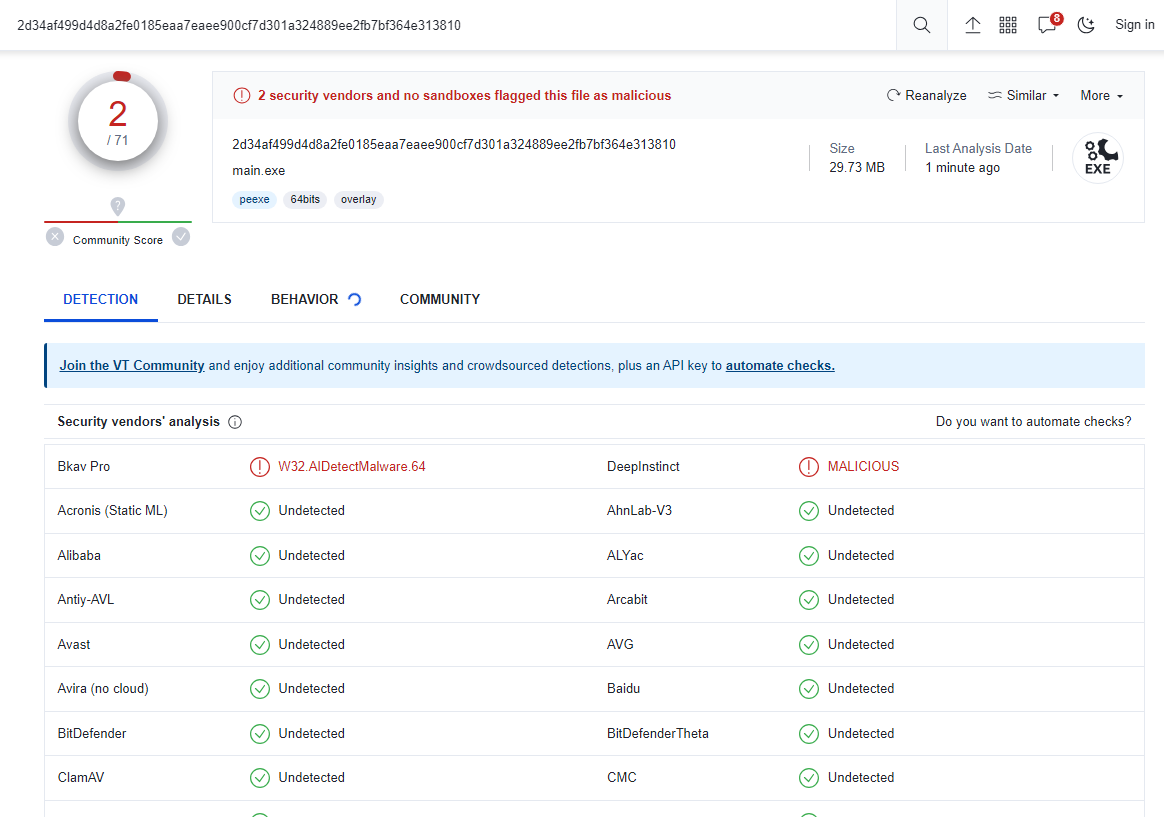 2d34af499d4d8a2fe0185eaa7eaee900cf7d301a324889ee2fb7bf364e313810
8
Sign in
2
/ 71
Community Score
2 security vendors and no sandboxes flagged this file as malicious
Reanalyze
Similar
More
2d34af499d4d8a2fe0185eaa7eaee900cf7d301a324889ee2fb7bf364e313810
main.exe
peexe 64bits overlay
Size
29.73 MB
Last Analysis Date
1 minute ago
EXE
DETECTION DETAILS BEHAVIOR COMMUNITY
Join the VT Community and enjoy additional community insights and crowdsourced detections, plus an API key to automate checks.
Security vendors' analysis Do you want to automate checks?
Bkav Pro W32.AIDetectMalware.64 DeepInstinct MALICIOUS
Acronis (Static ML) Undetected AhnLab-V3 Undetected
Alibaba Undetected ALYac Undetected
Antiy-AVL Undetected Arcabit Undetected
Avast Undetected AVG Undetected
Avira (no cloud) Undetected Baidu Undetected
BitDefender Undetected BitDefenderTheta Undetected
ClamAV Undetected CMC Undetected